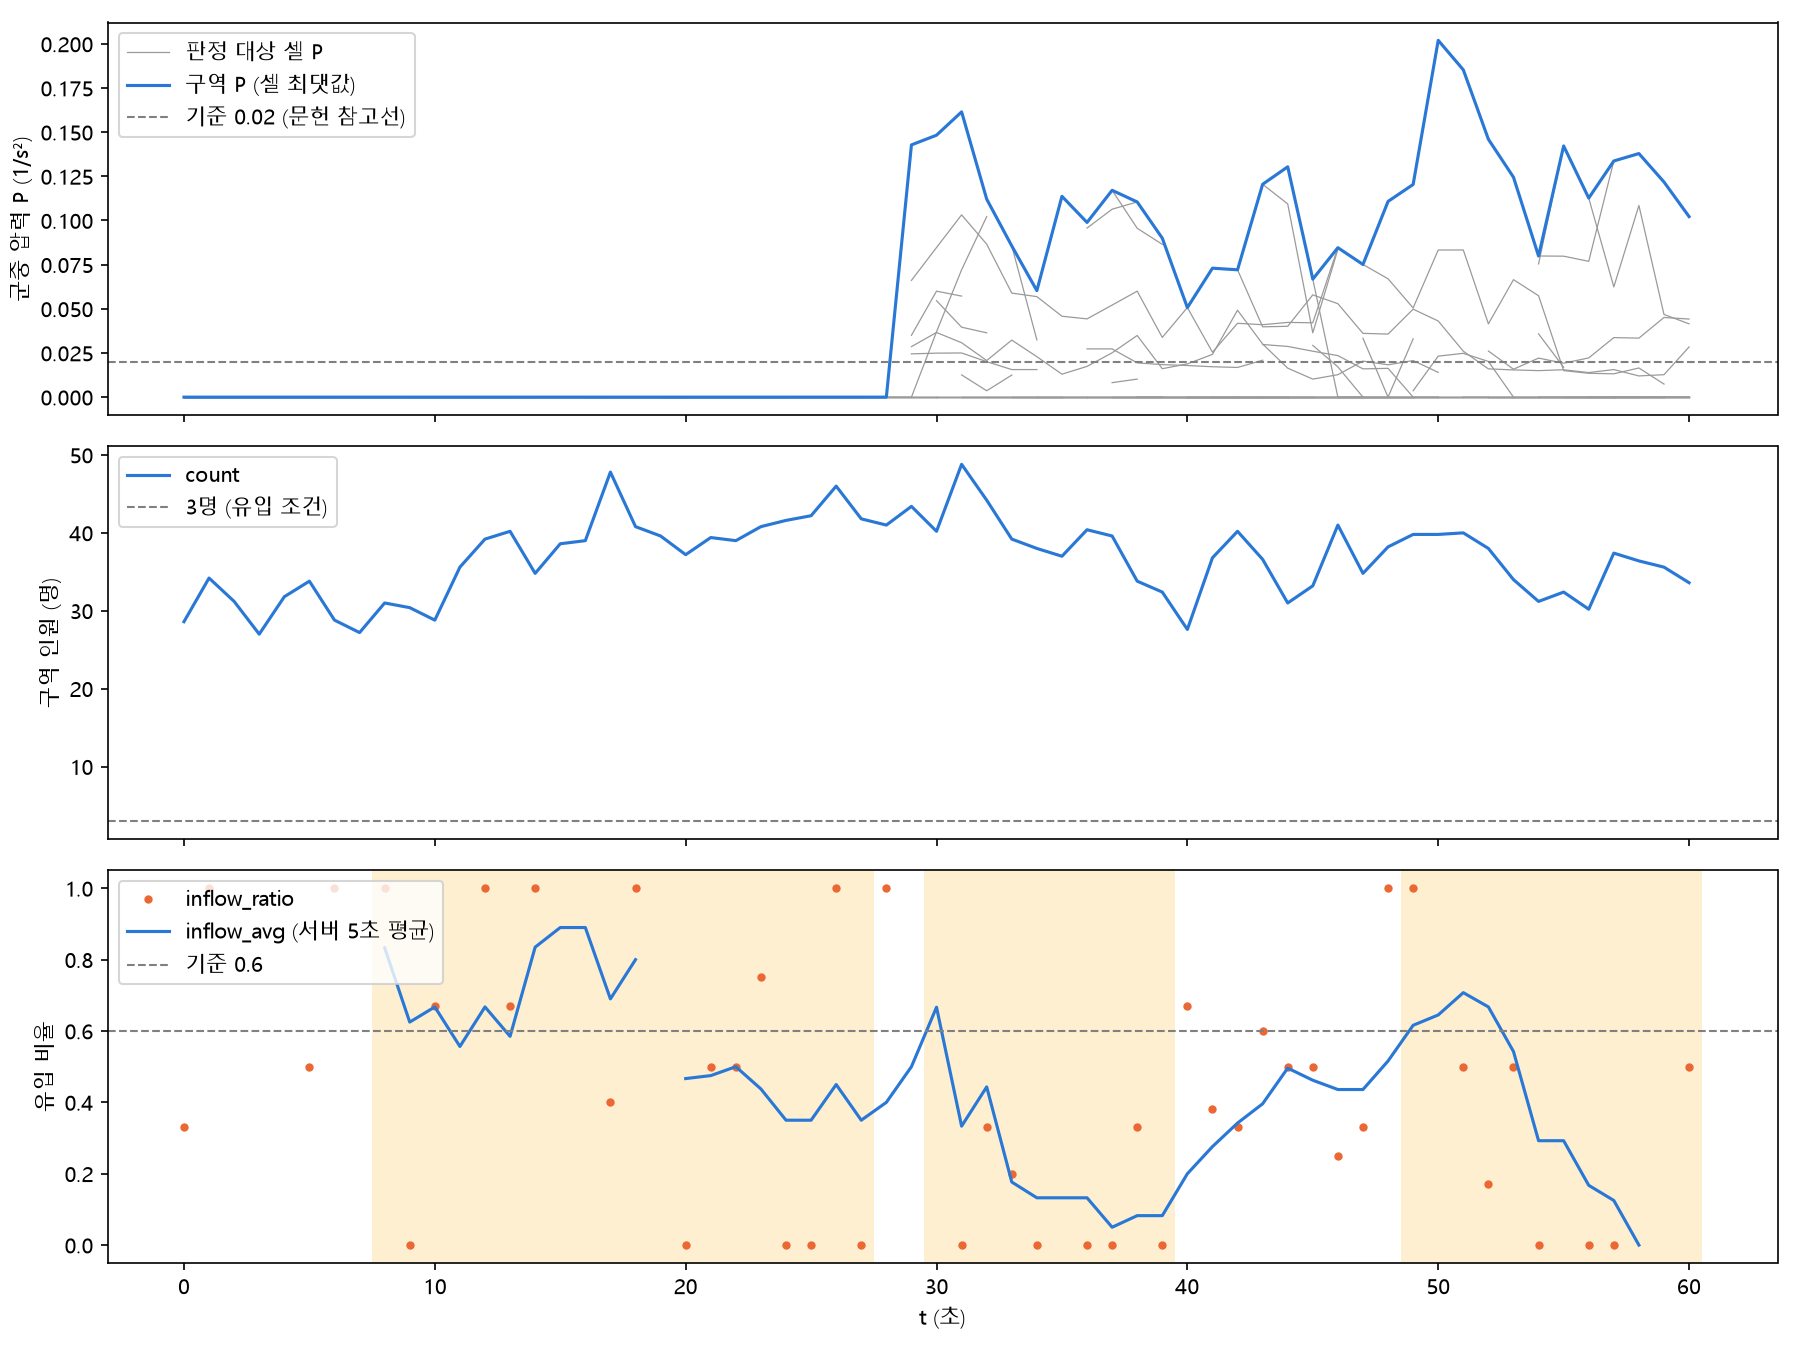 판정 대상 셀 P
구역 P (셀 최댓값)
기준 0.02 (문헌 참고선)
군중 압력 P (1/s²)
0.200
0.175
0.150
0.125
0.100
0.075
0.050
0.025
0.000
count
3명 (유입 조건)
구역 인원 (명)
50
40
30
20
10
inflow_ratio
inflow_avg (서버 5초 평균)
기준 0.6
유입 비율
1.0
0.8
0.6
0.4
0.2
0.0
0 10 20 30 40 50 60
t (초)